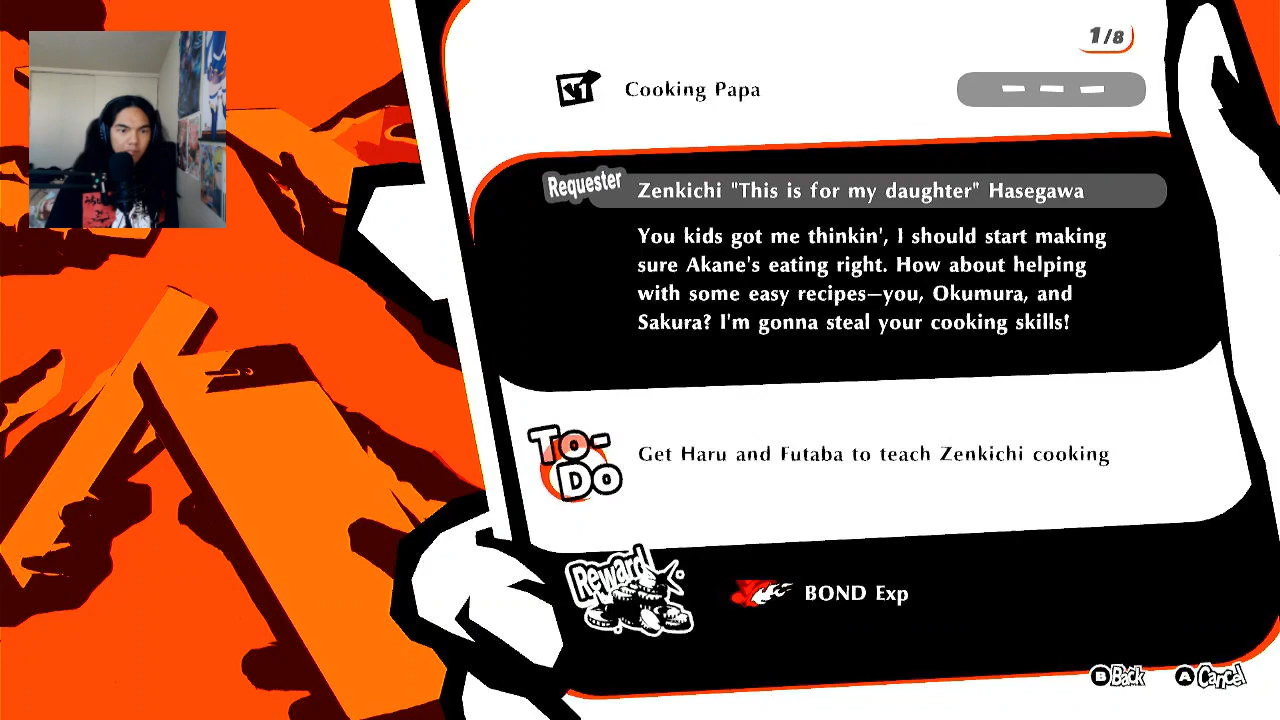 1/8
Cooking Papa
Requester
Zenkichi "This is for my daughter" Hasegawa
You kids got me thinkin', I should start making
sure Akane's eating right. How about helping
with some easy recipes—you, Okumura, and
Sakura? I'm gonna steal your cooking skills!
To-
Do
Get Haru and Futaba to teach Zenkichi cooking
Reward
BOND Exp
B Back A Cancel